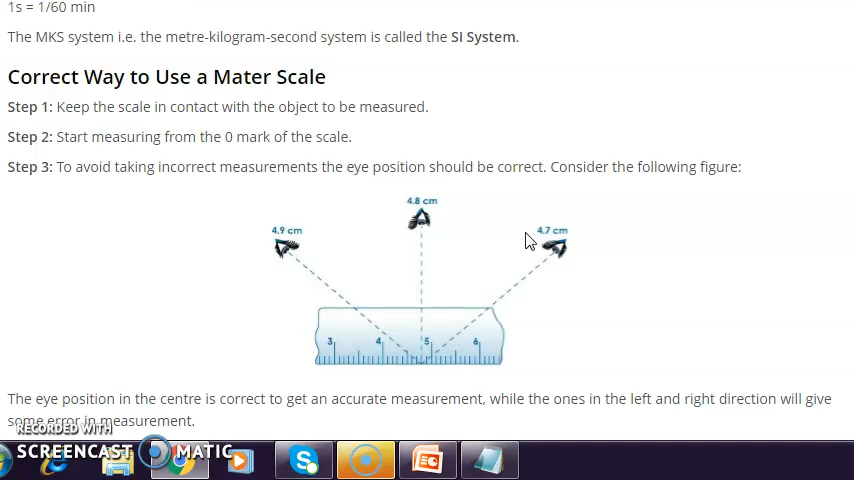 1s = 1/60 min
The MKS system i.e. the metre-kilogram-second system is called the SI System.
Correct Way to Use a Mater Scale
Step 1: Keep the scale in contact with the object to be measured.
Step 2: Start measuring from the 0 mark of the scale.
Step 3: To avoid taking incorrect measurements the eye position should be correct. Consider the following figure:
4.8 cm
4.9 cm
4.7 cm
3 4 5 6
The eye position in the centre is correct to get an accurate measurement, while the ones in the left and right direction will give
some error in measurement.
RECORDED WITH
SCREENCAST MATIC